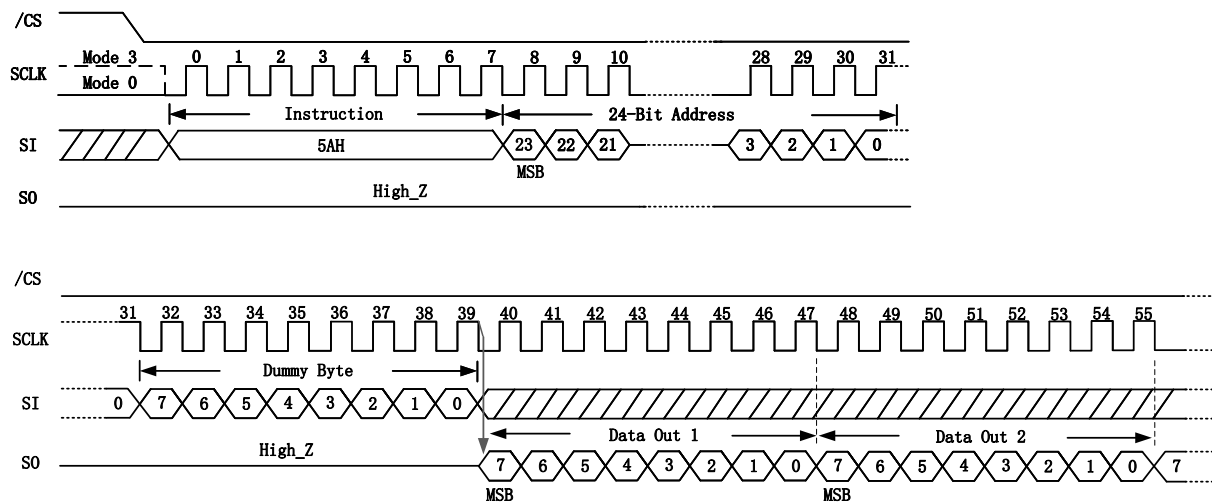 /CS
Mode 3 0 1 2 3 4 5 6 7 8 9 10 28 29 30 31
SCLK
Mode 0
Instruction 24-Bit Address
SI 5AH 23 22 21 3 2 1 0
MSB
High_Z
SO
/CS
31 32 33 34 35 36 37 38 39 40 41 42 43 44 45 46 47 48 49 50 51 52 53 54 55
SCLK
Dummy Byte
SI 0 7 6 5 4 3 2 1 0
Data Out 1 Data Out 2
High_Z
SO 7 6 5 4 3 2 1 0 7 6 5 4 3 2 1 0 7
MSB MSB